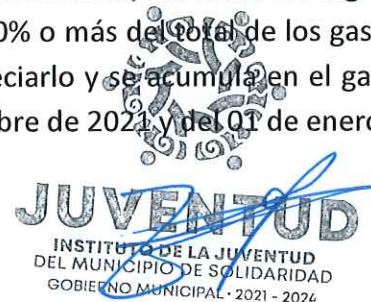 0% o más del total de los gas
eciarlo y se acumula en el ga
bre de 2021 y del 01 de enero
JUVENTUD
INSTITUTO DE LA JUVENTUD
DEL MUNICIPIO DE SOLIDARIDAD
GOBIERNO MUNICIPAL • 2021 - 2024